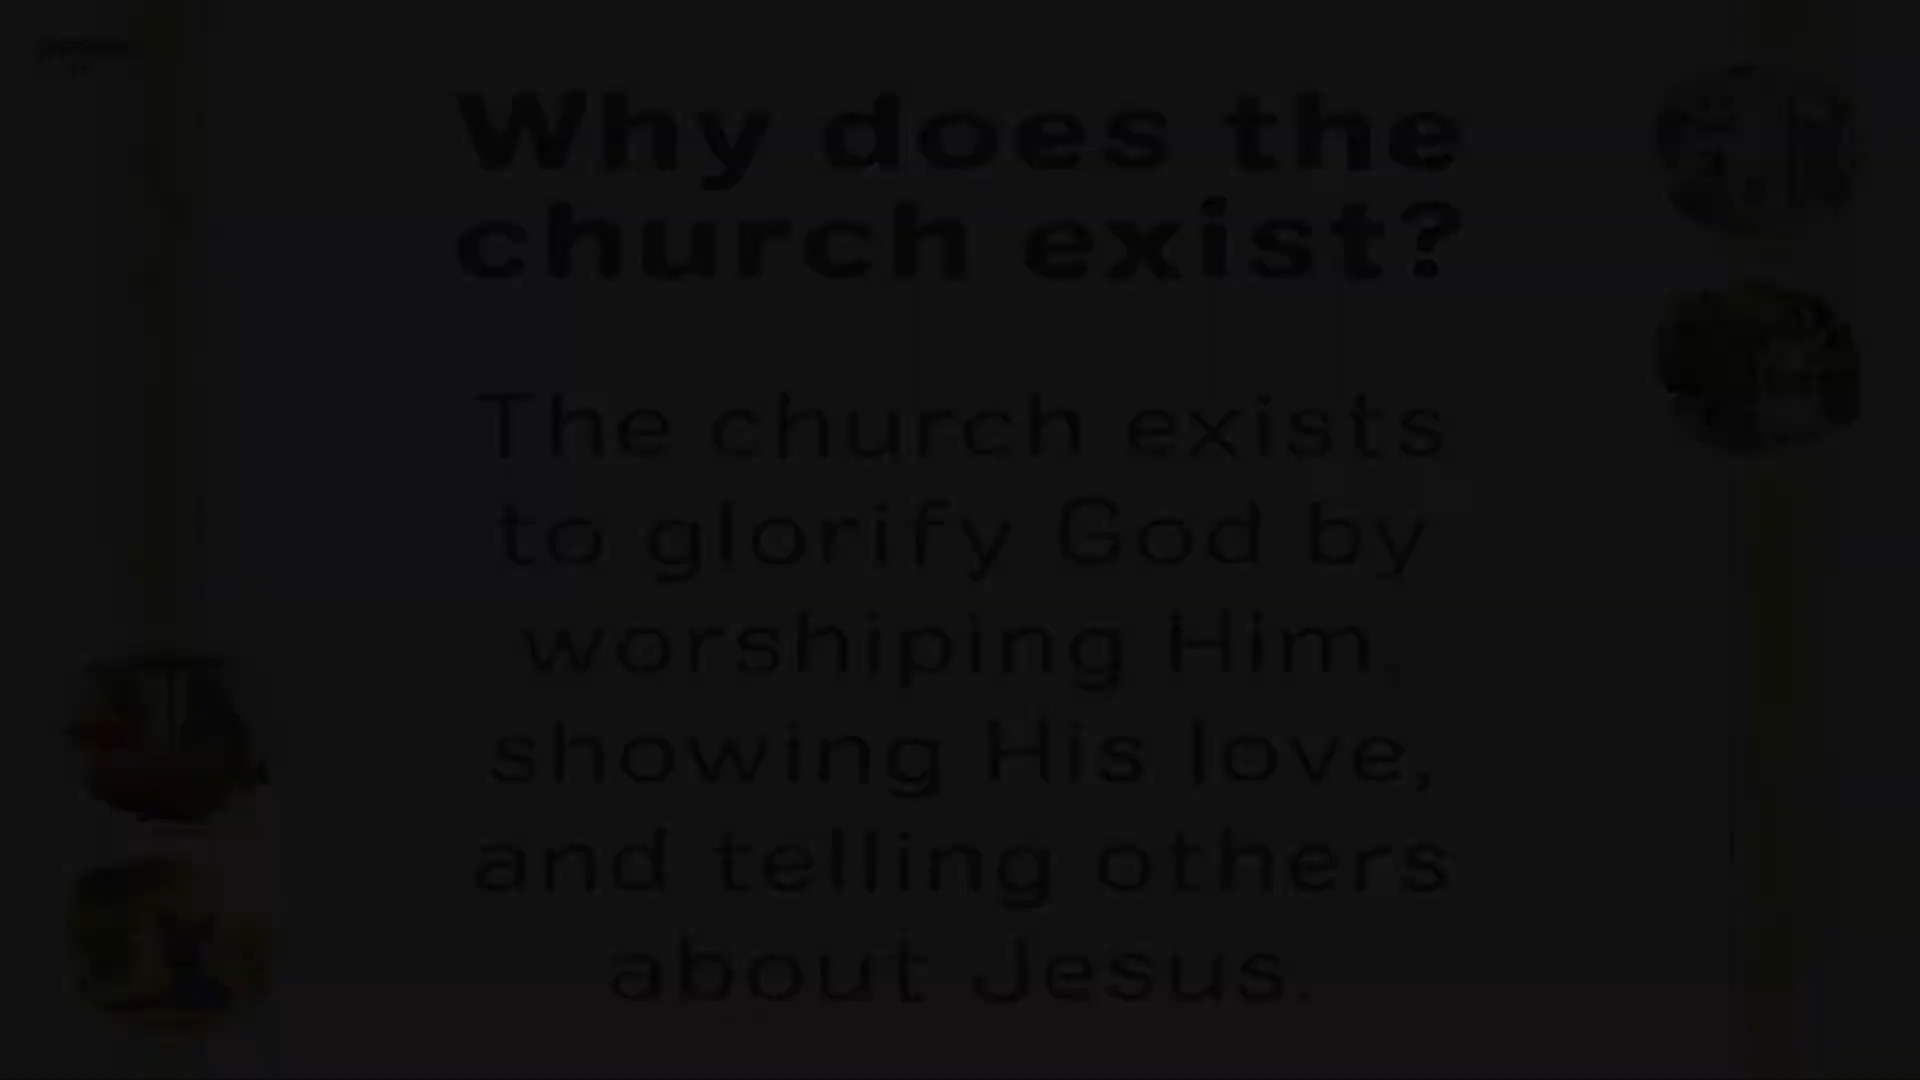 Why does the
church exist?
The church exists
to glorify God by
worshiping Him,
showing His love,
and telling others
about Jesus.